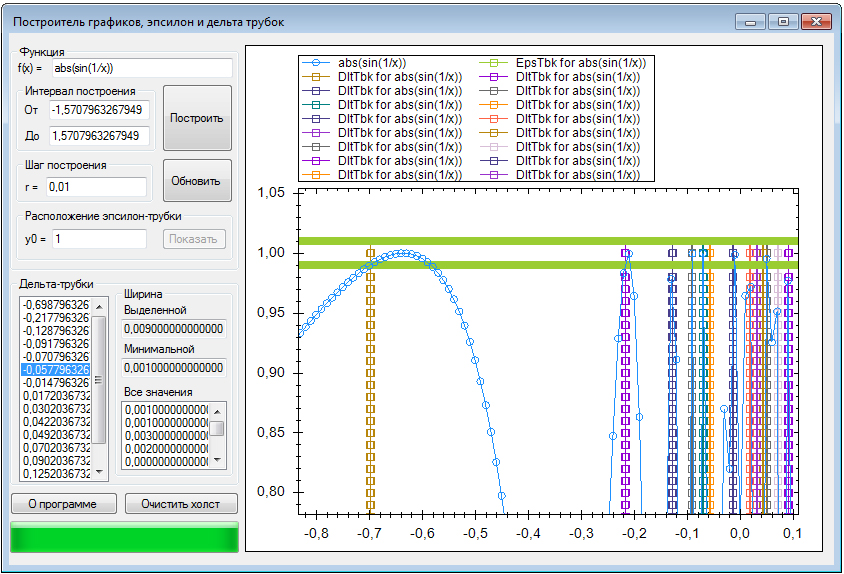 Построитель графиков, эпсилон и дельта трубок
Функция
f(x) = abs(sin(1/x))
Интервал построения
От -1,5707963267949
До 1,5707963267949
Построить
Шаг построения
r = 0,01
Обновить
Расположение эпсилон-трубки
y0 = 1
Показать
Дельта-трубки
-0,698796326
-0,217796326
-0,128796326
-0,091796326
-0,070796326
-0,057796326
-0,014796326
0,0172036732
0,0302036732
0,0422036732
0,0492036732
0,0702036732
0,0902036732
0,1252036732
Ширина
Выделенной
0,009000000000000
Минимальной
0,001000000000000
Все значения
0,001000000000
0,001000000000
0,003000000000
0,002000000000
0,000000000000
О программе
Очистить холст
abs(sin(1/x)) EpsTbk for abs(sin(1/x))
DltTbk for abs(sin(1/x)) DltTbk for abs(sin(1/x))
DltTbk for abs(sin(1/x)) DltTbk for abs(sin(1/x))
DltTbk for abs(sin(1/x)) DltTbk for abs(sin(1/x))
DltTbk for abs(sin(1/x)) DltTbk for abs(sin(1/x))
DltTbk for abs(sin(1/x)) DltTbk for abs(sin(1/x))
DltTbk for abs(sin(1/x)) DltTbk for abs(sin(1/x))
DltTbk for abs(sin(1/x)) DltTbk for abs(sin(1/x))
DltTbk for abs(sin(1/x)) DltTbk for abs(sin(1/x))
1,05
1,00
0,95
0,90
0,85
0,80
-0,8 -0,7 -0,6 -0,5 -0,4 -0,3 -0,2 -0,1 0,0 0,1